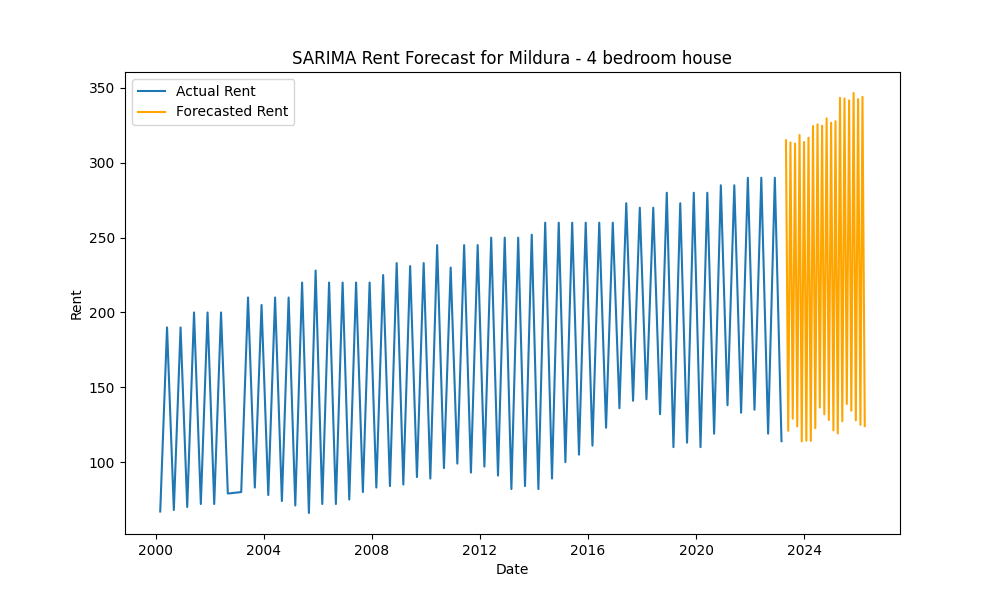 SARIMA Rent Forecast for Mildura - 4 bedroom house
Actual Rent
Forecasted Rent
350
300
250
200
150
100
Rent
2000 2004 2008 2012 2016 2020 2024
Date